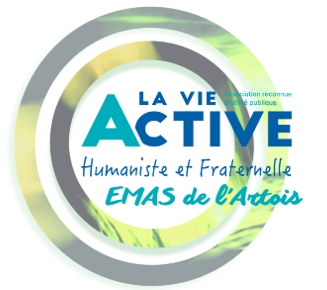 LA VIE
Association reconnue
d'utilité publique
ACTIVE
Humaniste et Fraternelle
EMAS de l'Artois